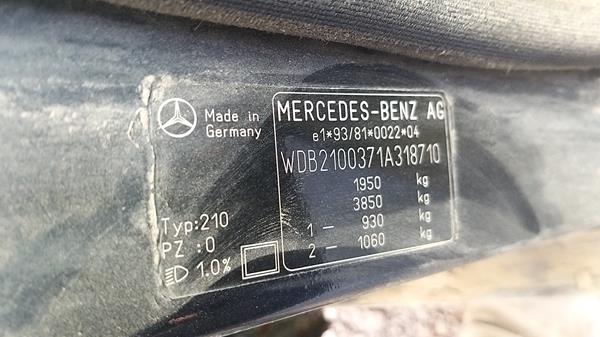 Made in
Germany
MERCEDES-BENZ AG
e1*93/81*0022*04
WDB2100371A318710
1950 kg
3850 kg
1 — 930 kg
2 — 1060 kg
Typ:210
PZ :0
1.0%